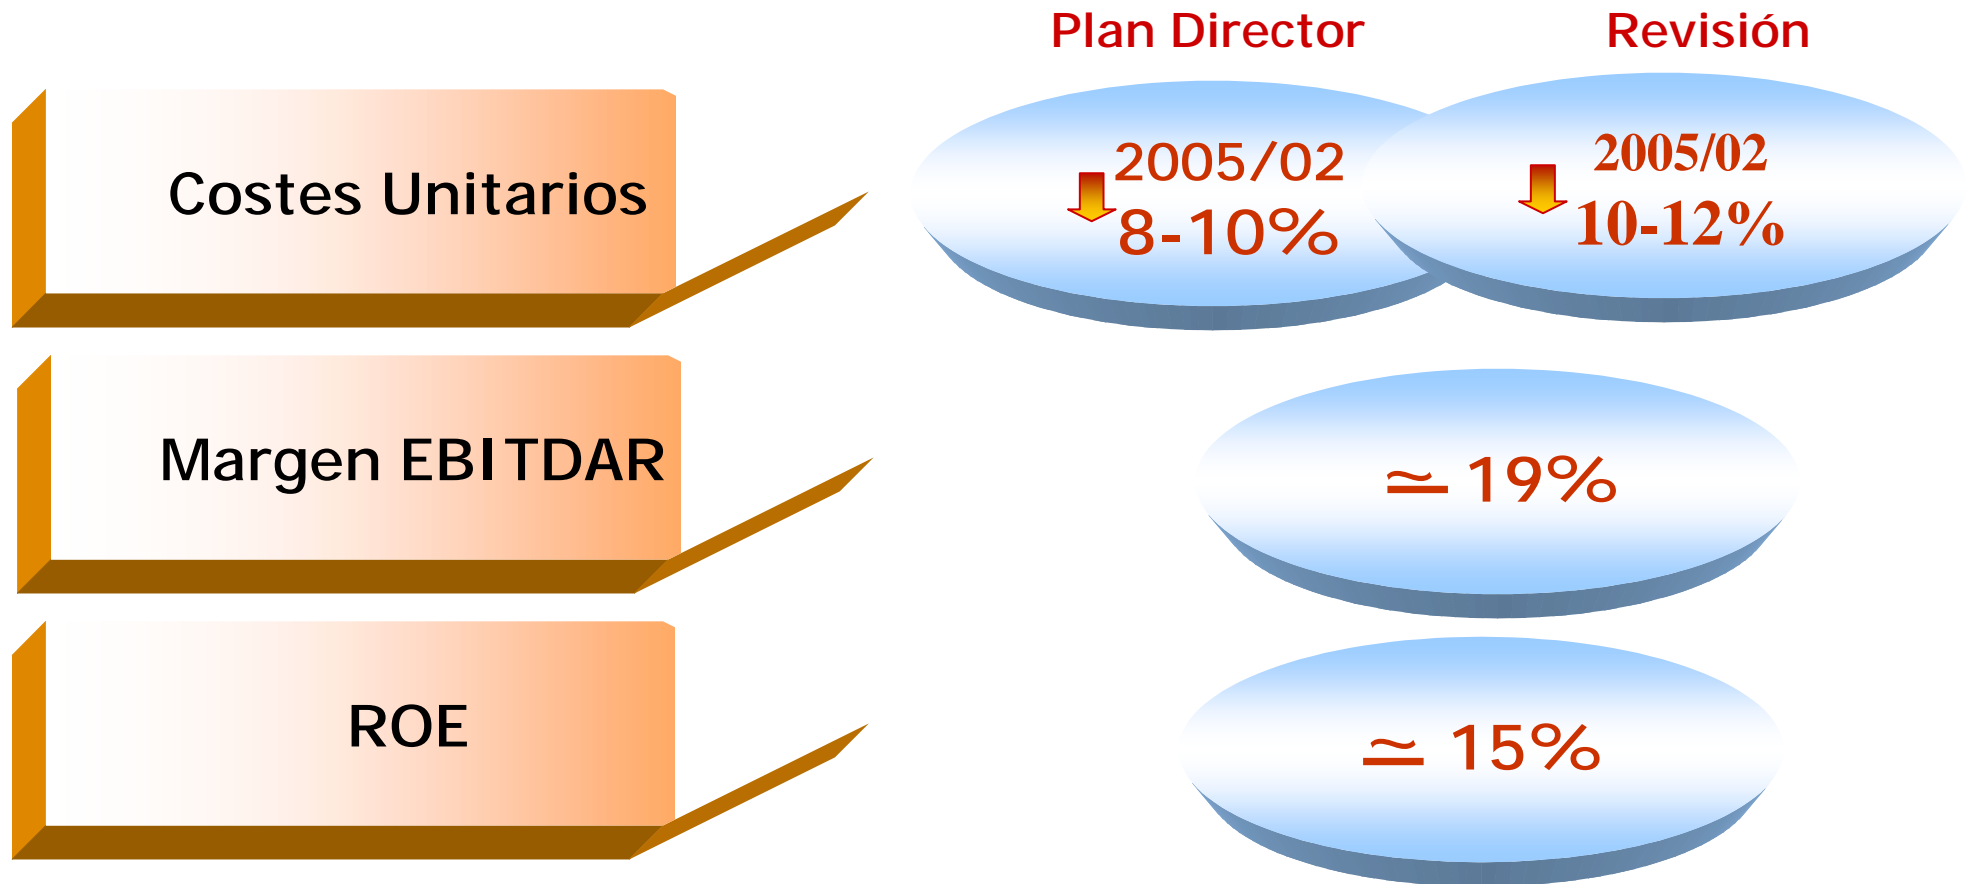 Plan Director
Revisión
Costes Unitarios
2005/02
8-10%
2005/02
10-12%
Margen EBITDAR
≃ 19%
ROE
≃ 15%